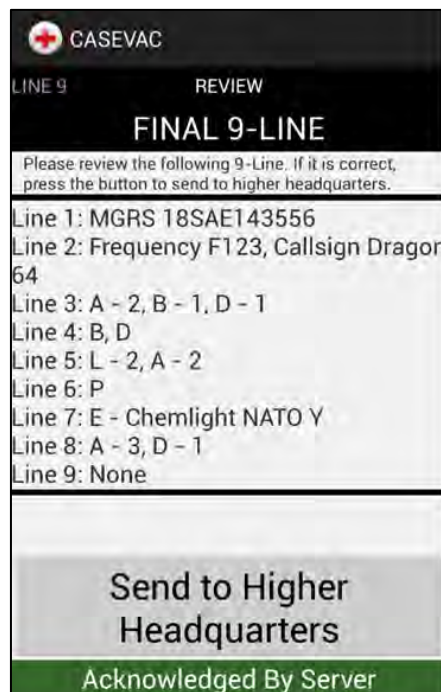 CASEVAC
LINE 9 REVIEW
FINAL 9-LINE
Please review the following 9-Line. If it is correct,
press the button to send to higher headquarters.
Line 1: MGRS 18SAE143556
Line 2: Frequency F123, Callsign Dragon
64
Line 3: A - 2, B - 1, D - 1
Line 4: B, D
Line 5: L - 2, A - 2
Line 6: P
Line 7: E - Chemlight NATO Y
Line 8: A - 3, D - 1
Line 9: None
Send to Higher
Headquarters
Acknowledged By Server